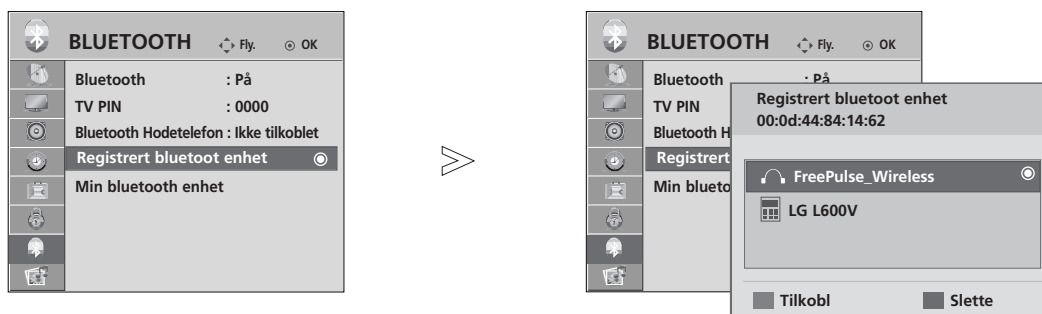 BLUETOOTH Fly. OK
Bluetooth : På
TV PIN : 0000
Bluetooth Hodetelefon : Ikke tilkoblet
Registrert bluetoot enhet
Min bluetooth enhet
BLUETOOTH Fly. OK
Bluetooth : På
TV PIN
Bluetooth H
Registrert
Min blueto
Registrert bluetoot enhet
00:0d:44:84:14:62
FreePulse_Wireless
LG L600V
Tilkobl Slette